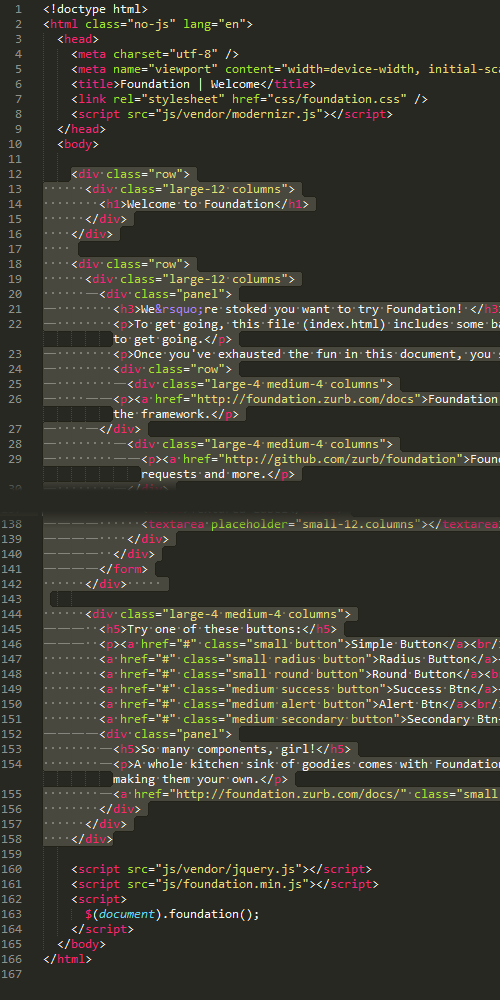 1 <!doctype html>
2 <html class="no-js" lang="en">
3 <head>
4 <meta charset="utf-8" />
5 <meta name="viewport" content="width=device-width, initial-sca
6 <title>Foundation | Welcome</title>
7 <link rel="stylesheet" href="css/foundation.css" />
8 <script src="js/vendor/modernizr.js"></script>
9 </head>
10 <body>
11
12 <div class="row">
13 <div class="large-12 columns">
14 <h1>Welcome to Foundation</h1>
15 </div>
16 </div>
17
18 <div class="row">
19 <div class="large-12 columns">
20 <div class="panel">
21 <h3>We&rsquo;re stoked you want to try Foundation! </h3
22 <p>To get going, this file (index.html) includes some ba
to get going.</p>
23 <p>Once you've exhausted the fun in this document, you s
24 <div class="row">
25 <div class="large-4 medium-4 columns">
26 <p><a href="http://foundation.zurb.com/docs">Foundation
the framework.</p>
27 </div>
28 <div class="large-4 medium-4 columns">
29 <p><a href="http://github.com/zurb/foundation">Foun
requests and more.</p>
30 </div>
138 <textarea placeholder="small-12.columns"></textarea
139 </div>
140 </div>
141 </form>
142 </div>
143
144 <div class="large-4 medium-4 columns">
145 <h5>Try one of these buttons:</h5>
146 <p><a href="#" class="small button">Simple Button</a><br/
147 <a href="#" class="small radius button">Radius Button</a>
148 <a href="#" class="small round button">Round Button</a><b
149 <a href="#" class="medium success button">Success Btn</a>
150 <a href="#" class="medium alert button">Alert Btn</a><br/
151 <a href="#" class="medium secondary button">Secondary Btn
152 <div class="panel">
153 <h5>So many components, girl!</h5>
154 <p>A whole kitchen sink of goodies comes with Foundation
making them your own.</p>
155 <a href="http://foundation.zurb.com/docs/" class="small
156 </div>
157 </div>
158 </div>
159
160 <script src="js/vendor/jquery.js"></script>
161 <script src="js/foundation.min.js"></script>
162 <script>
163 $(document).foundation();
164 </script>
165 </body>
166 </html>
167